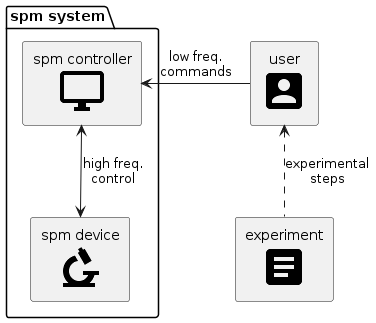 spm system
spm controller
low freq.
commands
user
high freq.
control
experimental
steps
spm device
experiment